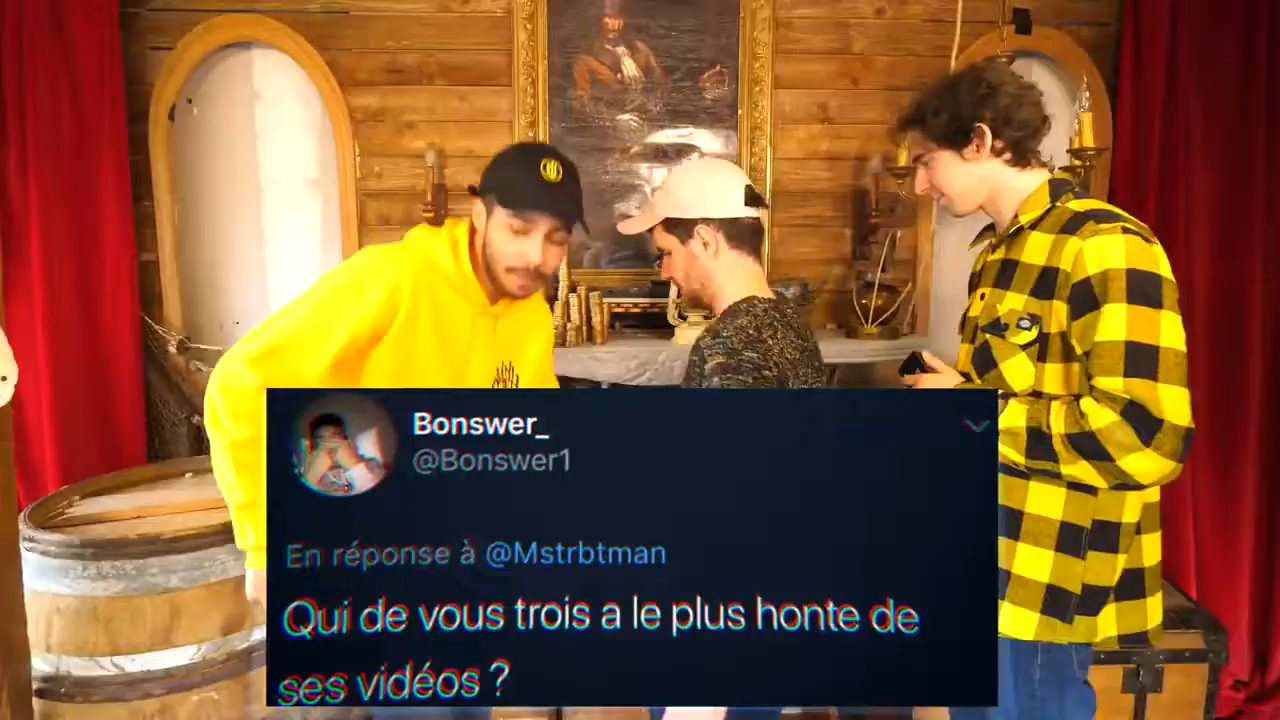 Bonswer_
@Bonswer1
En réponse à @Mstrbtman
Qui de vous trois a le plus honte de
ses vidéos ?